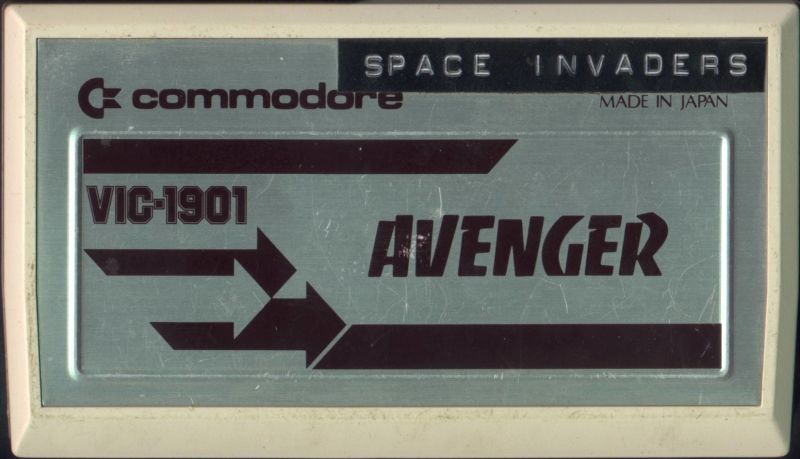 SPACE INVADERS
commodore
MADE IN JAPAN
VIC-1901
AVENGER